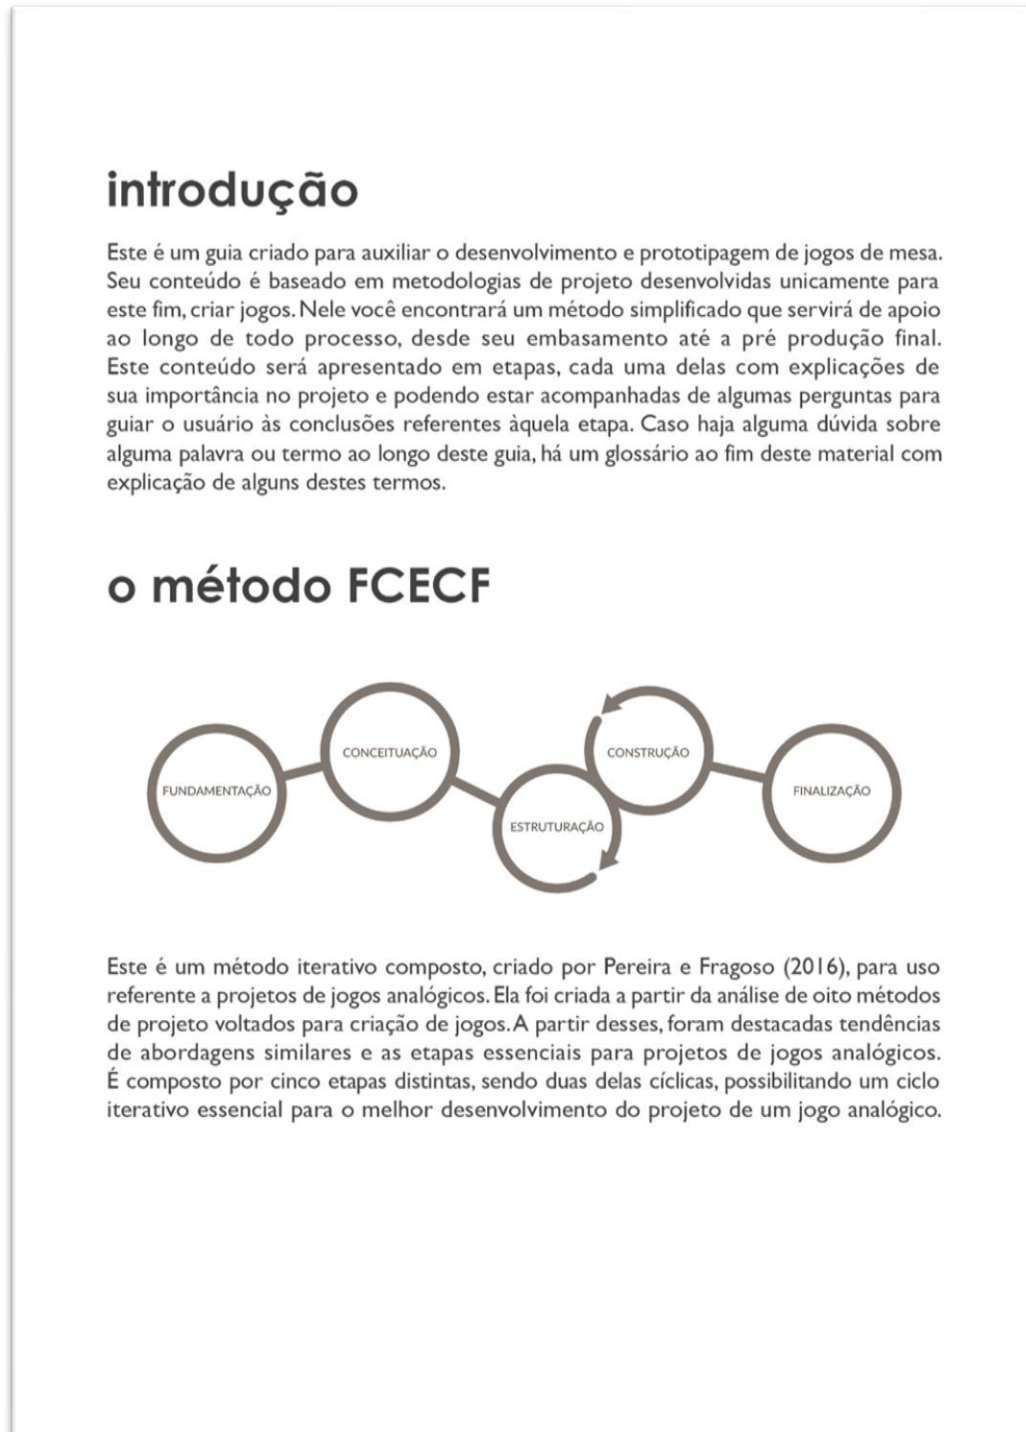 introdução
Este é um guia criado para auxiliar o desenvolvimento e prototipagem de jogos de mesa.
Seu conteúdo é baseado em metodologias de projeto desenvolvidas unicamente para
este fim, criar jogos. Nele você encontrará um método simplificado que servirá de apoio
ao longo de todo processo, desde seu embasamento até a pré produção final.
Este conteúdo será apresentado em etapas, cada uma delas com explicações de
sua importância no projeto e podendo estar acompanhadas de algumas perguntas para
guiar o usuário às conclusões referentes àquela etapa. Caso haja alguma dúvida sobre
alguma palavra ou termo ao longo deste guia, há um glossário ao fim deste material com
explicação de alguns destes termos.
o método FCECF
FUNDAMENTAÇÃO
CONCEITUAÇÃO
ESTRUTURAÇÃO
CONSTRUÇÃO
FINALIZAÇÃO
Este é um método iterativo composto, criado por Pereira e Fragoso (2016), para uso
referente a projetos de jogos analógicos. Ela foi criada a partir da análise de oito métodos
de projeto voltados para criação de jogos. A partir desses, foram destacadas tendências
de abordagens similares e as etapas essenciais para projetos de jogos analógicos.
É composto por cinco etapas distintas, sendo duas delas cíclicas, possibilitando um ciclo
iterativo essencial para o melhor desenvolvimento do projeto de um jogo analógico.